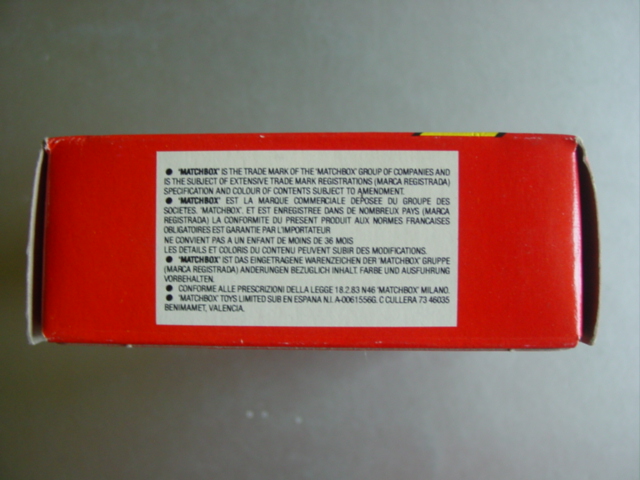 ● 'MATCHBOX' IS THE TRADE MARK OF THE 'MATCHBOX' GROUP OF COMPANIES AND
IS THE SUBJECT OF EXTENSIVE TRADE MARK REGISTRATIONS (MARCA REGISTRADA)
SPECIFICATION AND COLOUR OF CONTENTS SUBJECT TO AMENDMENT.
● 'MATCHBOX' EST LA MARQUE COMMERCIALE DÉPOSEE DU GROUPE DES
SOCIETES. 'MATCHBOX'. ET EST ENREGISTREE DANS DE NOMBREUX PAYS (MARCA
REGISTRADA) LA CONFORMITE DU PRESENT PRODUIT AUX NORMES FRANCAISES
OBLIGATOIRES EST GARANTIE PAR L'IMPORTATEUR
NE CONVIENT PAS A UN ENFANT DE MOINS DE 36 MOIS
LES DETAILS ET COLORIS DU CONTENU PEUVENT SUBIR DES MODIFICATIONS.
● 'MATCHBOX' IST DAS EINGETRAGENE WARENZEICHEN DER 'MATCHBOX' GRUPPE
(MARCA REGISTRADA) ANDERUNGEN BEZUGLICH INHALT FARBE UND AUSFUHRUNG
VORBEHALTEN.
● CONFORME ALLE PRESCRIZIONI DELLA LEGGE 18.2.83 N46 'MATCHBOX' MILANO.
● 'MATCHBOX' TOYS LIMITED SUB EN ESPANA N.I. A-0061556G. C CULLERA 73 46035
BENIMAMET, VALENCIA.